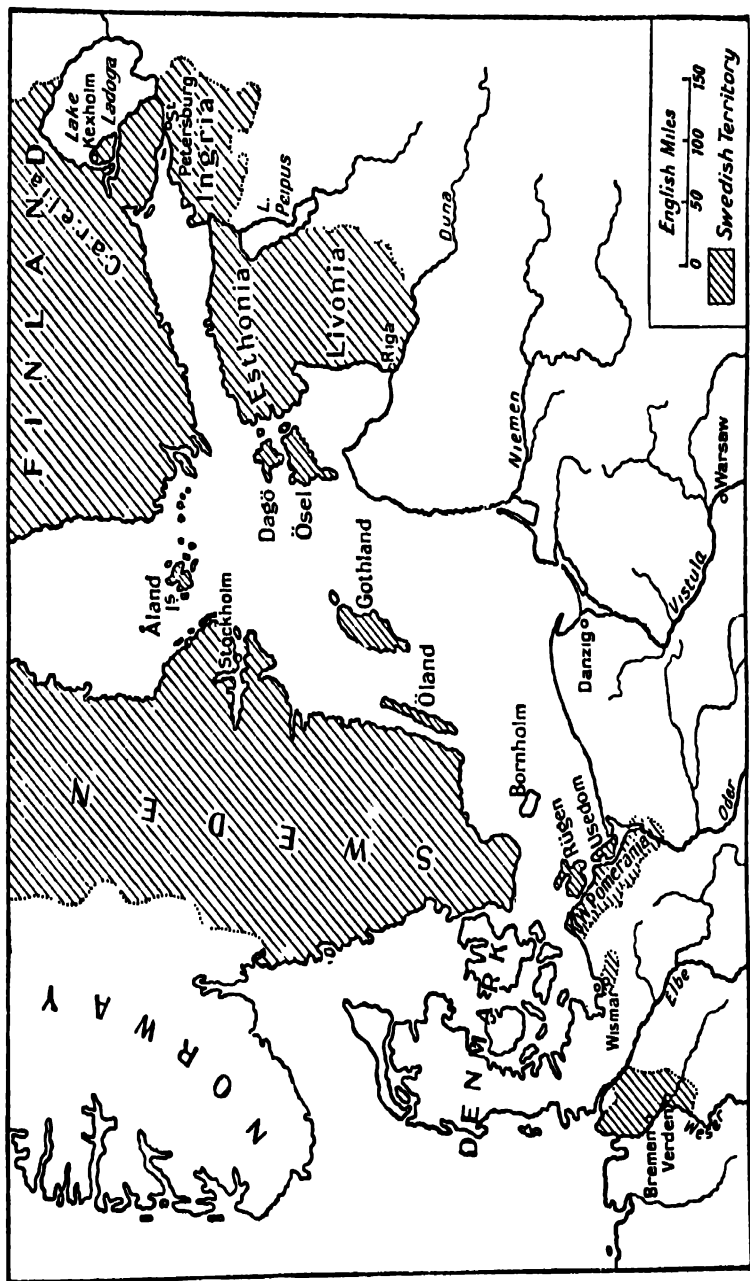 NORWAY
SWEDEN
FINLAND
Carelia
Lake
Kexholm
Ladoga
St
Petersburg
Ingria
L.
Peipus
Esthonia
Livonia
Riga
Duna
Åland
Is
Stockholm
Dagö
Ösel
Gothland
Öland
Bornholm
DENMARK
Rügen
Usedom
W Pomerania
Wismar
Bremen
Verden
Weser
Elbe
Oder
Danzig
Vistula
Warsaw
Niemen
English Miles
0 50 100 150
Swedish Territory